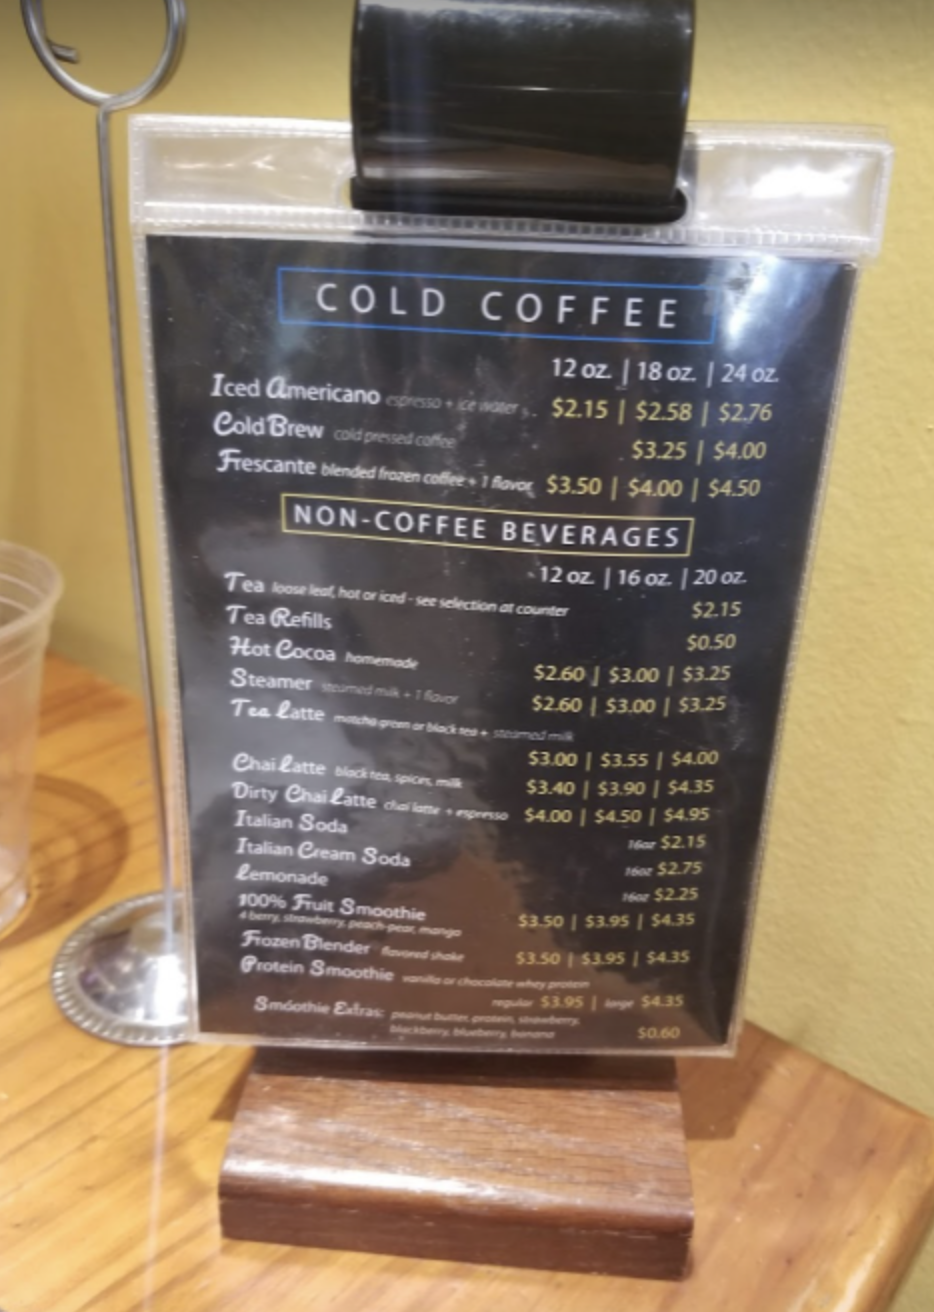 COLD COFFEE
12 oz. | 18 oz. | 24 oz.
Iced Americano espresso + ice water $2.15 | $2.58 | $2.76
Cold Brew cold pressed coffee $3.25 | $4.00
Frescante blended frozen coffee + 1 flavor $3.50 | $4.00 | $4.50
NON-COFFEE BEVERAGES
12 oz. | 16 oz. | 20 oz.
Tea loose leaf, hot or iced - see selection at counter $2.15
Tea Refills $0.50
Hot Cocoa homemade $2.60 | $3.00 | $3.25
Steamer steamed milk + 1 flavor $2.60 | $3.00 | $3.25
Tea Latte matcha green or black tea + steamed milk
$3.00 | $3.55 | $4.00
Chai Latte black tea, spices, milk $3.40 | $3.90 | $4.35
Dirty Chai Latte chai latte + espresso $4.00 | $4.50 | $4.95
Italian Soda 16oz $2.15
Italian Cream Soda 16oz $2.75
Lemonade 16oz $2.25
100% Fruit Smoothie $3.50 | $3.95 | $4.35
4 berry, strawberry, peach-pear, mango
Frozen Blender flavored shake $3.50 | $3.95 | $4.35
Protein Smoothie vanilla or chocolate whey protein
regular $3.95 | large $4.35
Smoothie Extras: peanut butter, protein, strawberry,
blackberry, blueberry, banana $0.60